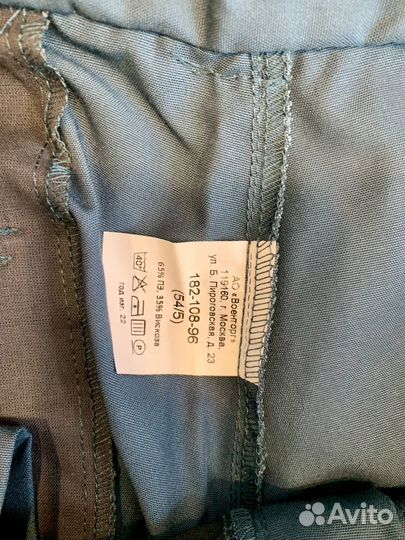 АО «Военторг»
119160 г. Москва,
ул. Б. Пироговская, д. 23
182-108-96
(54/5)
65% ПЭ, 35% Вискоза
40°
P
год изг. 22
Avito